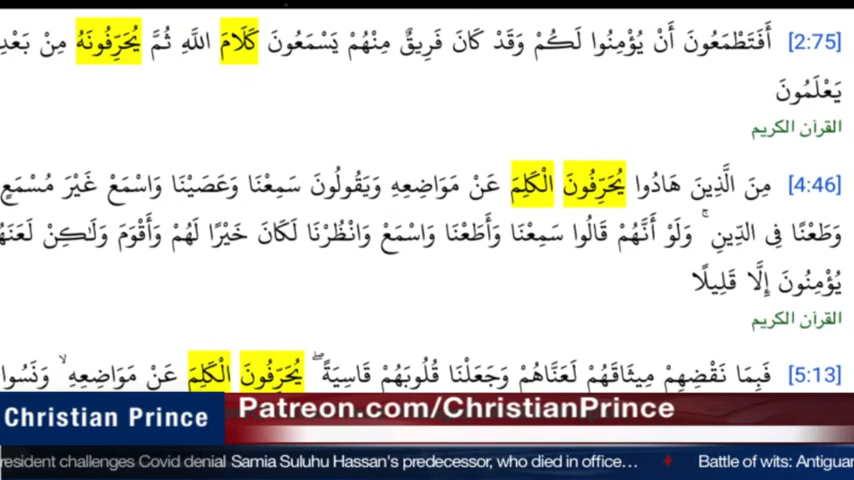 [2:75] أَفَتَطْمَعُونَ أَنْ يُؤْمِنُوا لَكُمْ وَقَدْ كَانَ فَرِيقٌ مِنْهُمْ يَسْمَعُونَ كَلَامَ اللَّهِ ثُمَّ يُحَرِّفُونَهُ مِنْ بَعْدِ
يَعْلَمُونَ
القرآن الكريم
[4:46] مِنَ الَّذِينَ هَادُوا يُحَرِّفُونَ الْكَلِمَ عَنْ مَوَاضِعِهِ وَيَقُولُونَ سَمِعْنَا وَعَصَيْنَا وَاسْمَعْ غَيْرَ مُسْمَعٍ
وَطَعْنًا فِي الدِّينِ ۚ وَلَوْ أَنَّهُمْ قَالُوا سَمِعْنَا وَأَطَعْنَا وَاسْمَعْ وَانْظُرْنَا لَكَانَ خَيْرًا لَهُمْ وَأَقْوَمَ وَلَٰكِنْ لَعَنَهُ
يُؤْمِنُونَ إِلَّا قَلِيلًا
القرآن الكريم
[5:13] فَبِمَا نَقْضِهِمْ مِيثَاقَهُمْ لَعَنَّاهُمْ وَجَعَلْنَا قُلُوبَهُمْ قَاسِيَةً ۖ يُحَرِّفُونَ الْكَلِمَ عَنْ مَوَاضِعِهِ ۙ وَنَسُوا
Christian Prince
Patreon.com/ChristianPrince
resident challenges Covid denial Samia Suluhu Hassan's predecessor, who died in office... Battle of wits: Antiguar